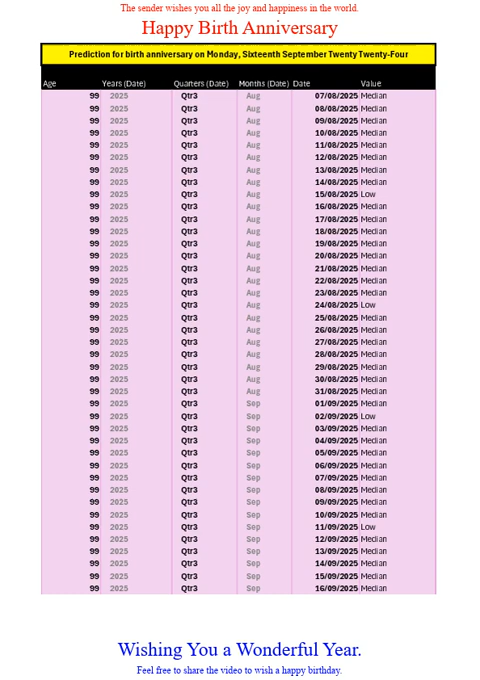 The sender wishes you all the joy and happiness in the world.
Happy Birth Anniversary
Prediction for birth anniversary on Monday, Sixteenth September Twenty Twenty-Four
Age Years (Date) Quarters (Date) Months (Date) Date Value
99 2025 Qtr3 Aug 07/08/2025 Median
99 2025 Qtr3 Aug 08/08/2025 Median
99 2025 Qtr3 Aug 09/08/2025 Median
99 2025 Qtr3 Aug 10/08/2025 Median
99 2025 Qtr3 Aug 11/08/2025 Median
99 2025 Qtr3 Aug 12/08/2025 Median
99 2025 Qtr3 Aug 13/08/2025 Median
99 2025 Qtr3 Aug 14/08/2025 Median
99 2025 Qtr3 Aug 15/08/2025 Low
99 2025 Qtr3 Aug 16/08/2025 Median
99 2025 Qtr3 Aug 17/08/2025 Median
99 2025 Qtr3 Aug 18/08/2025 Median
99 2025 Qtr3 Aug 19/08/2025 Median
99 2025 Qtr3 Aug 20/08/2025 Median
99 2025 Qtr3 Aug 21/08/2025 Median
99 2025 Qtr3 Aug 22/08/2025 Median
99 2025 Qtr3 Aug 23/08/2025 Median
99 2025 Qtr3 Aug 24/08/2025 Low
99 2025 Qtr3 Aug 25/08/2025 Median
99 2025 Qtr3 Aug 26/08/2025 Median
99 2025 Qtr3 Aug 27/08/2025 Median
99 2025 Qtr3 Aug 28/08/2025 Median
99 2025 Qtr3 Aug 29/08/2025 Median
99 2025 Qtr3 Aug 30/08/2025 Median
99 2025 Qtr3 Aug 31/08/2025 Median
99 2025 Qtr3 Sep 01/09/2025 Median
99 2025 Qtr3 Sep 02/09/2025 Low
99 2025 Qtr3 Sep 03/09/2025 Median
99 2025 Qtr3 Sep 04/09/2025 Median
99 2025 Qtr3 Sep 05/09/2025 Median
99 2025 Qtr3 Sep 06/09/2025 Median
99 2025 Qtr3 Sep 07/09/2025 Median
99 2025 Qtr3 Sep 08/09/2025 Median
99 2025 Qtr3 Sep 09/09/2025 Median
99 2025 Qtr3 Sep 10/09/2025 Median
99 2025 Qtr3 Sep 11/09/2025 Low
99 2025 Qtr3 Sep 12/09/2025 Median
99 2025 Qtr3 Sep 13/09/2025 Median
99 2025 Qtr3 Sep 14/09/2025 Median
99 2025 Qtr3 Sep 15/09/2025 Median
99 2025 Qtr3 Sep 16/09/2025 Median
Wishing You a Wonderful Year.
Feel free to share the video to wish a happy birthday.